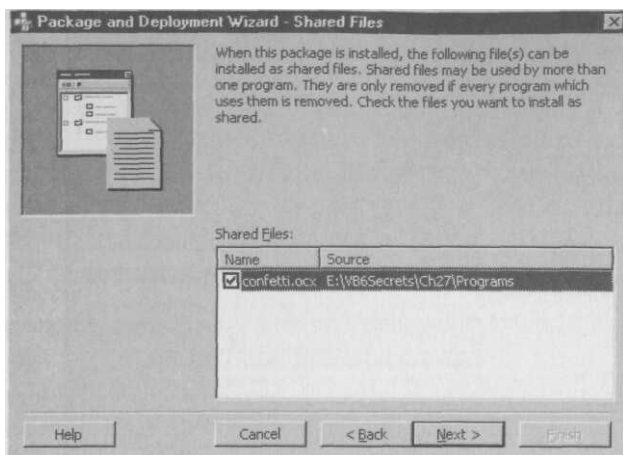 Package and Deployment Wizard - Shared Files
When this package is installed, the following file(s) can be
installed as shared files. Shared files may be used by more than
one program. They are only removed if every program which
uses them is removed. Check the files you want to install as
shared.
Shared Files:
Name Source
confetti.ocx E:\VB6Secrets\Ch27\Programs
Help Cancel < Back Next > Finish